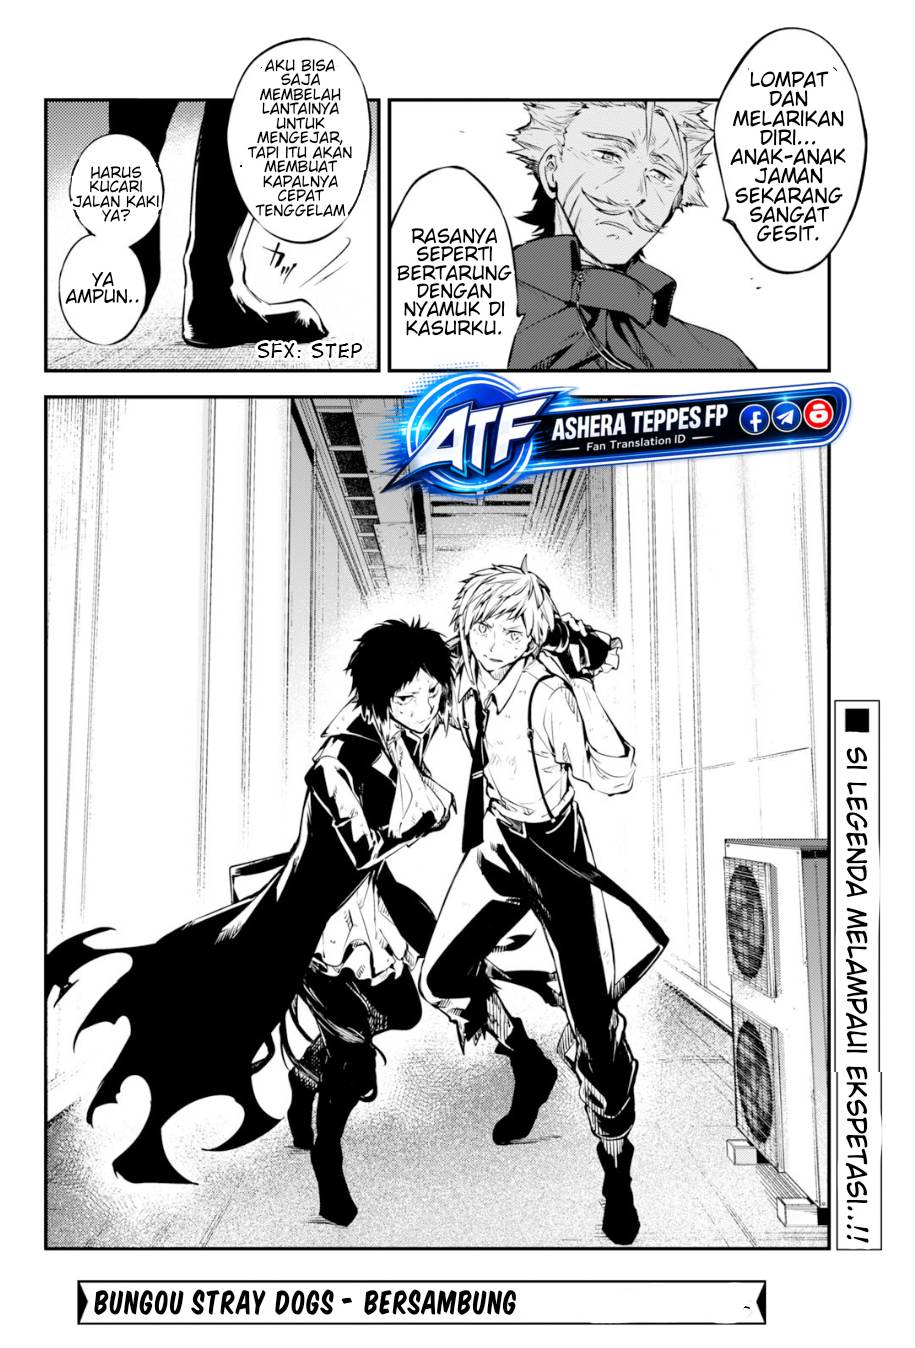 LOMPAT
DAN
MELARIKAN
DIRI...
ANAK-ANAK
JAMAN
SEKARANG
SANGAT
GESIT.
RASANYA
SEPERTI
BERTARUNG
DENGAN
NYAMUK DI
KASURKU.
AKU BISA
SAJA
MEMBELAH
LANTAINYA
UNTUK
MENGEJAR,
TAPI ITU AKAN
MEMBUAT
KAPALNYA
CEPAT
TENGGELAM
HARUS
KUCARI
JALAN KAKI
YA?
YA
AMPUN..
SFX: STEP
ATF
ASHERA TEPPES FP
Fan Translation ID
SI LEGENDA MELAMPAUI EKSPETASI...!!
BUNGOU STRAY DOGS - BERSAMBUNG